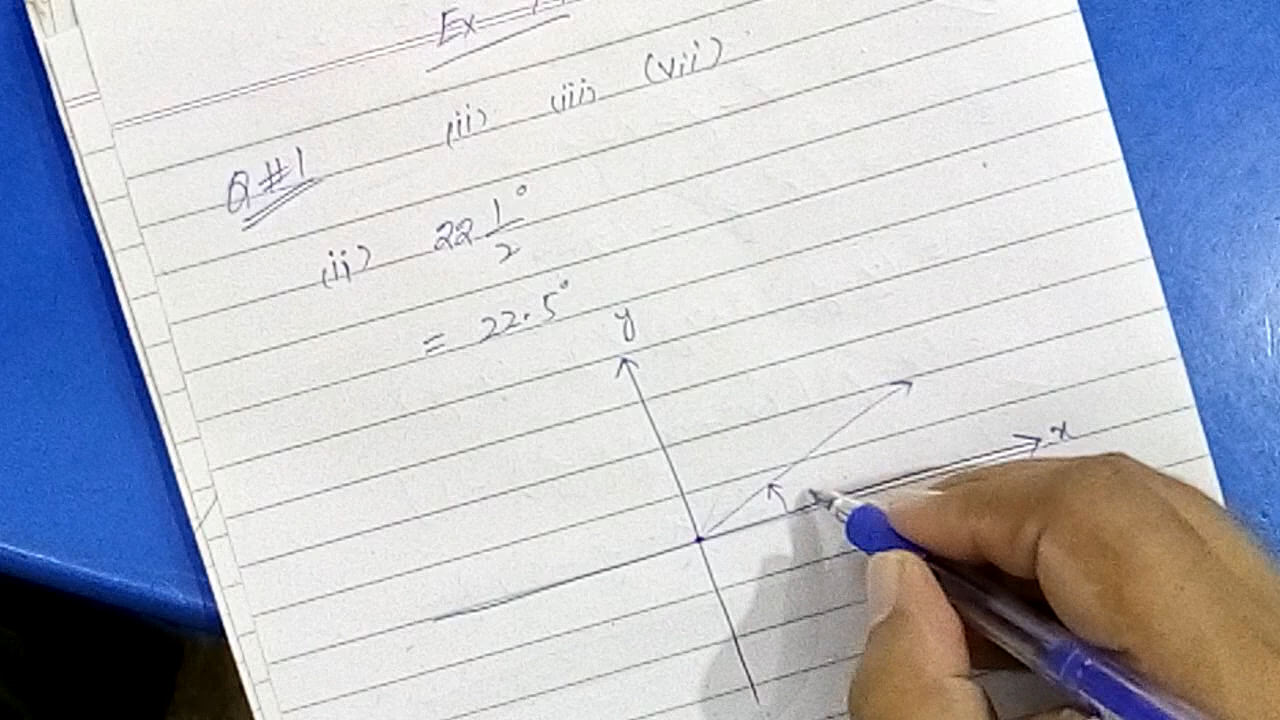 Ex
(ii) (iii) (vii)
Q #1
(ii) 22 1/2°
= 22.5°
y
x